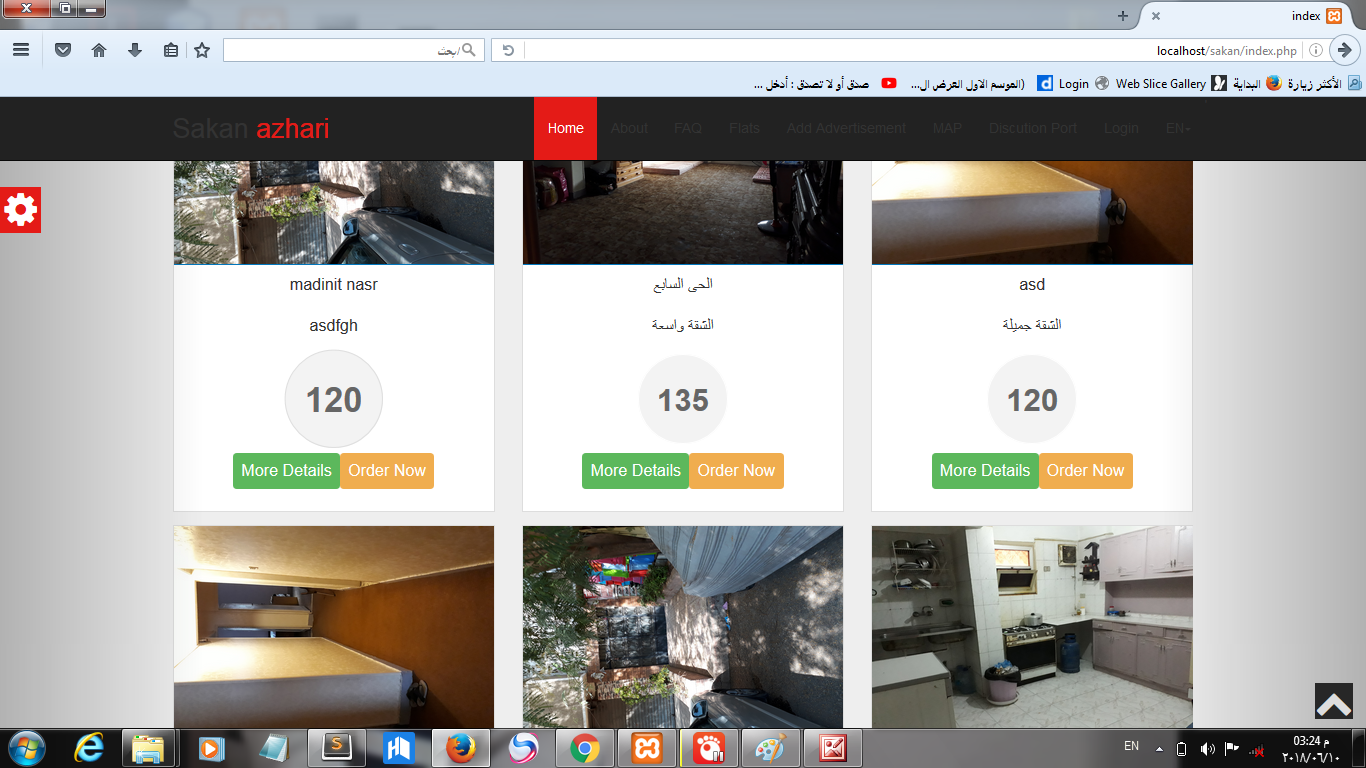 index
localhost/sakan/index.php
بحث/
الأكثر زيارة
البداية
Web Slice Gallery
Login
(الموسم الاول العرض ال...
صدق أو لا تصدق : أدخل ...
Sakan azhari
Home About FAQ Flats Add Advertisement MAP Discution Port Login EN
madinit nasr
asdfgh
120
More Details Order Now
الحى السابع
الشقة واسعة
135
More Details Order Now
asd
الشقة جميلة
120
More Details Order Now
EN
03:24 م
٢٠١٨/٠٦/١٠